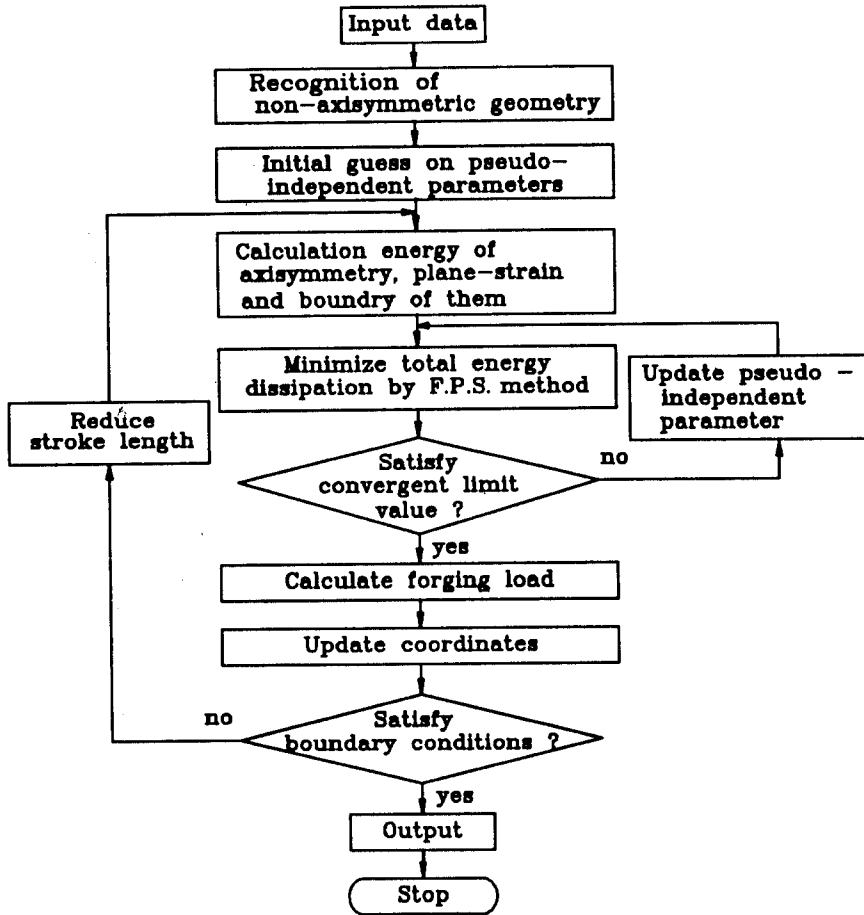 Input data
Recognition of
non-axisymmetric geometry
Initial guess on pseudo-
independent parameters
Calculation energy of
axisymmetry, plane-strain
and boundry of them
Minimize total energy
dissipation by F.P.S. method
Update pseudo -
independent
parameter
Reduce
stroke length
Satisfy
convergent limit
value ?
no
yes
Calculate forging load
Update coordinates
no
Satisfy
boundary conditions ?
yes
Output
Stop